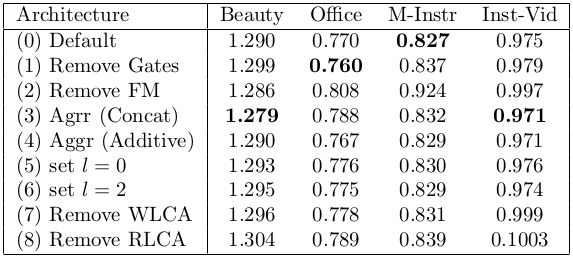 Architecture Beauty Office M-Instr Inst-Vid
(0) Default 1.290 0.770 0.827 0.975
(1) Remove Gates 1.299 0.760 0.837 0.979
(2) Remove FM 1.286 0.808 0.924 0.997
(3) Agrr (Concat) 1.279 0.788 0.832 0.971
(4) Aggr (Additive) 1.290 0.767 0.829 0.971
(5) set l = 0 1.293 0.776 0.830 0.976
(6) set l = 2 1.295 0.775 0.829 0.974
(7) Remove WLCA 1.296 0.778 0.831 0.999
(8) Remove RLCA 1.304 0.789 0.839 0.1003